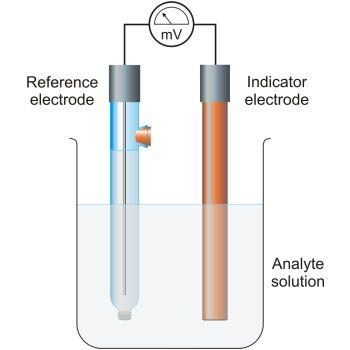 mV
Reference
electrode
Indicator
electrode
Analyte
solution